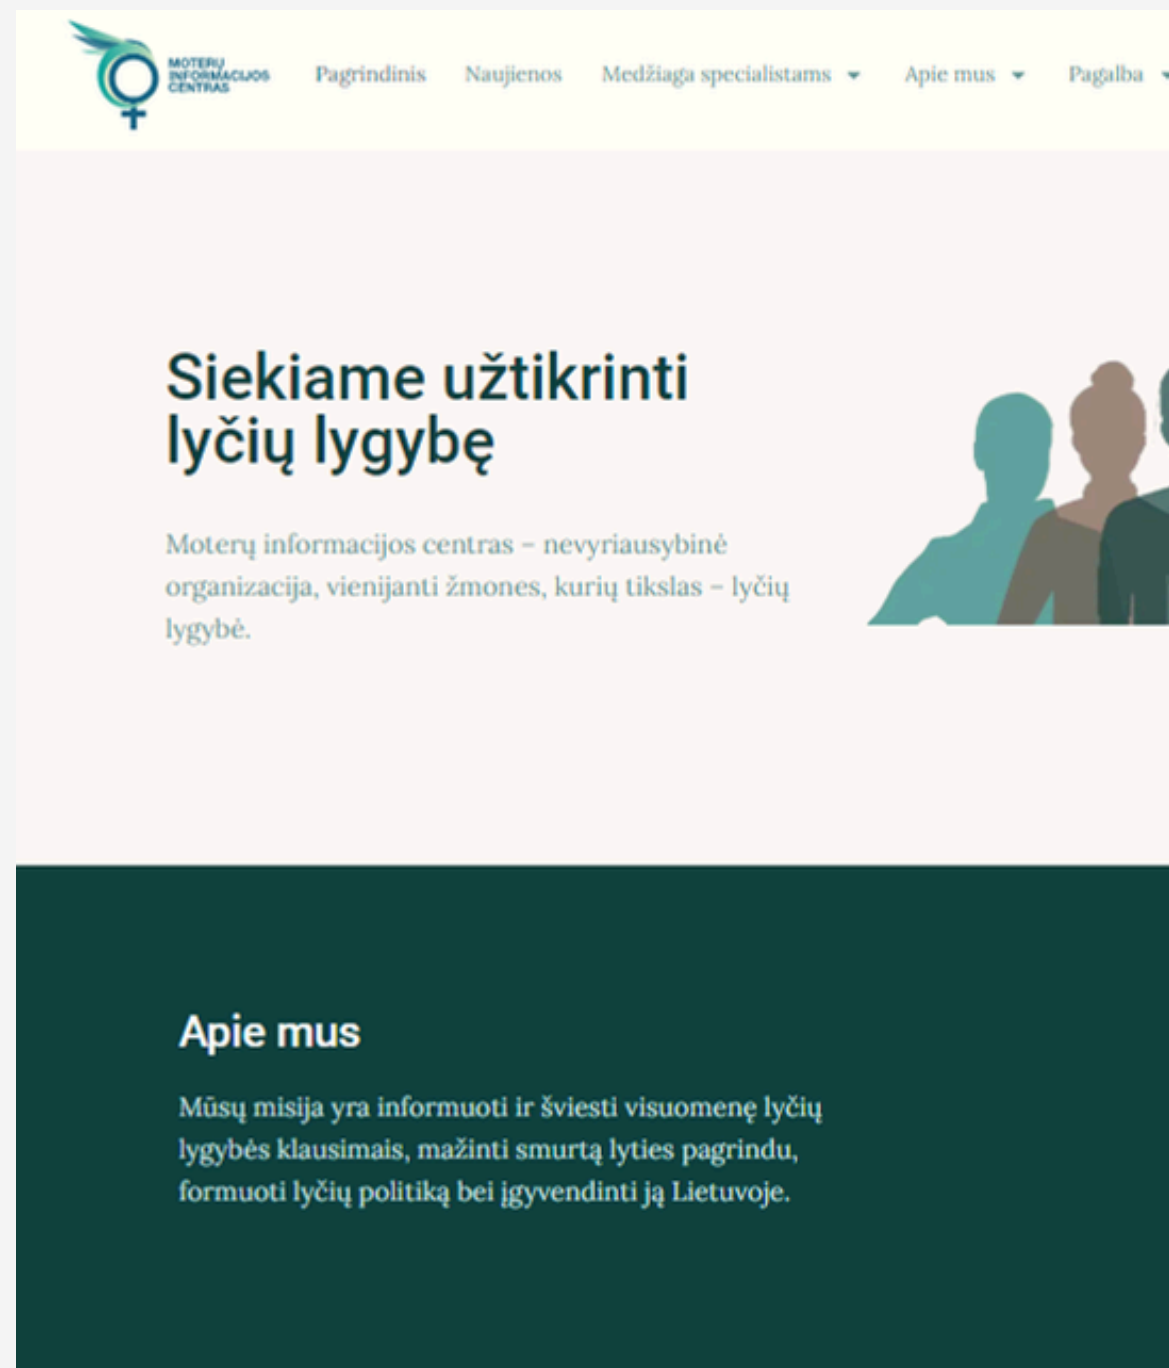 MOTERŲ
INFORMACIJOS
CENTRAS
Pagrindinis
Naujienos
Medžiaga specialistams
Apie mus
Pagalba
Siekiame užtikrinti
lyčių lygybę
Moterų informacijos centras – nevyriausybinė
organizacija, vienijanti žmones, kurių tikslas – lyčių
lygybė.
Apie mus
Mūsų misija yra informuoti ir šviesti visuomenę lyčių
lygybės klausimais, mažinti smurtą lyties pagrindu,
formuoti lyčių politiką bei įgyvendinti ją Lietuvoje.